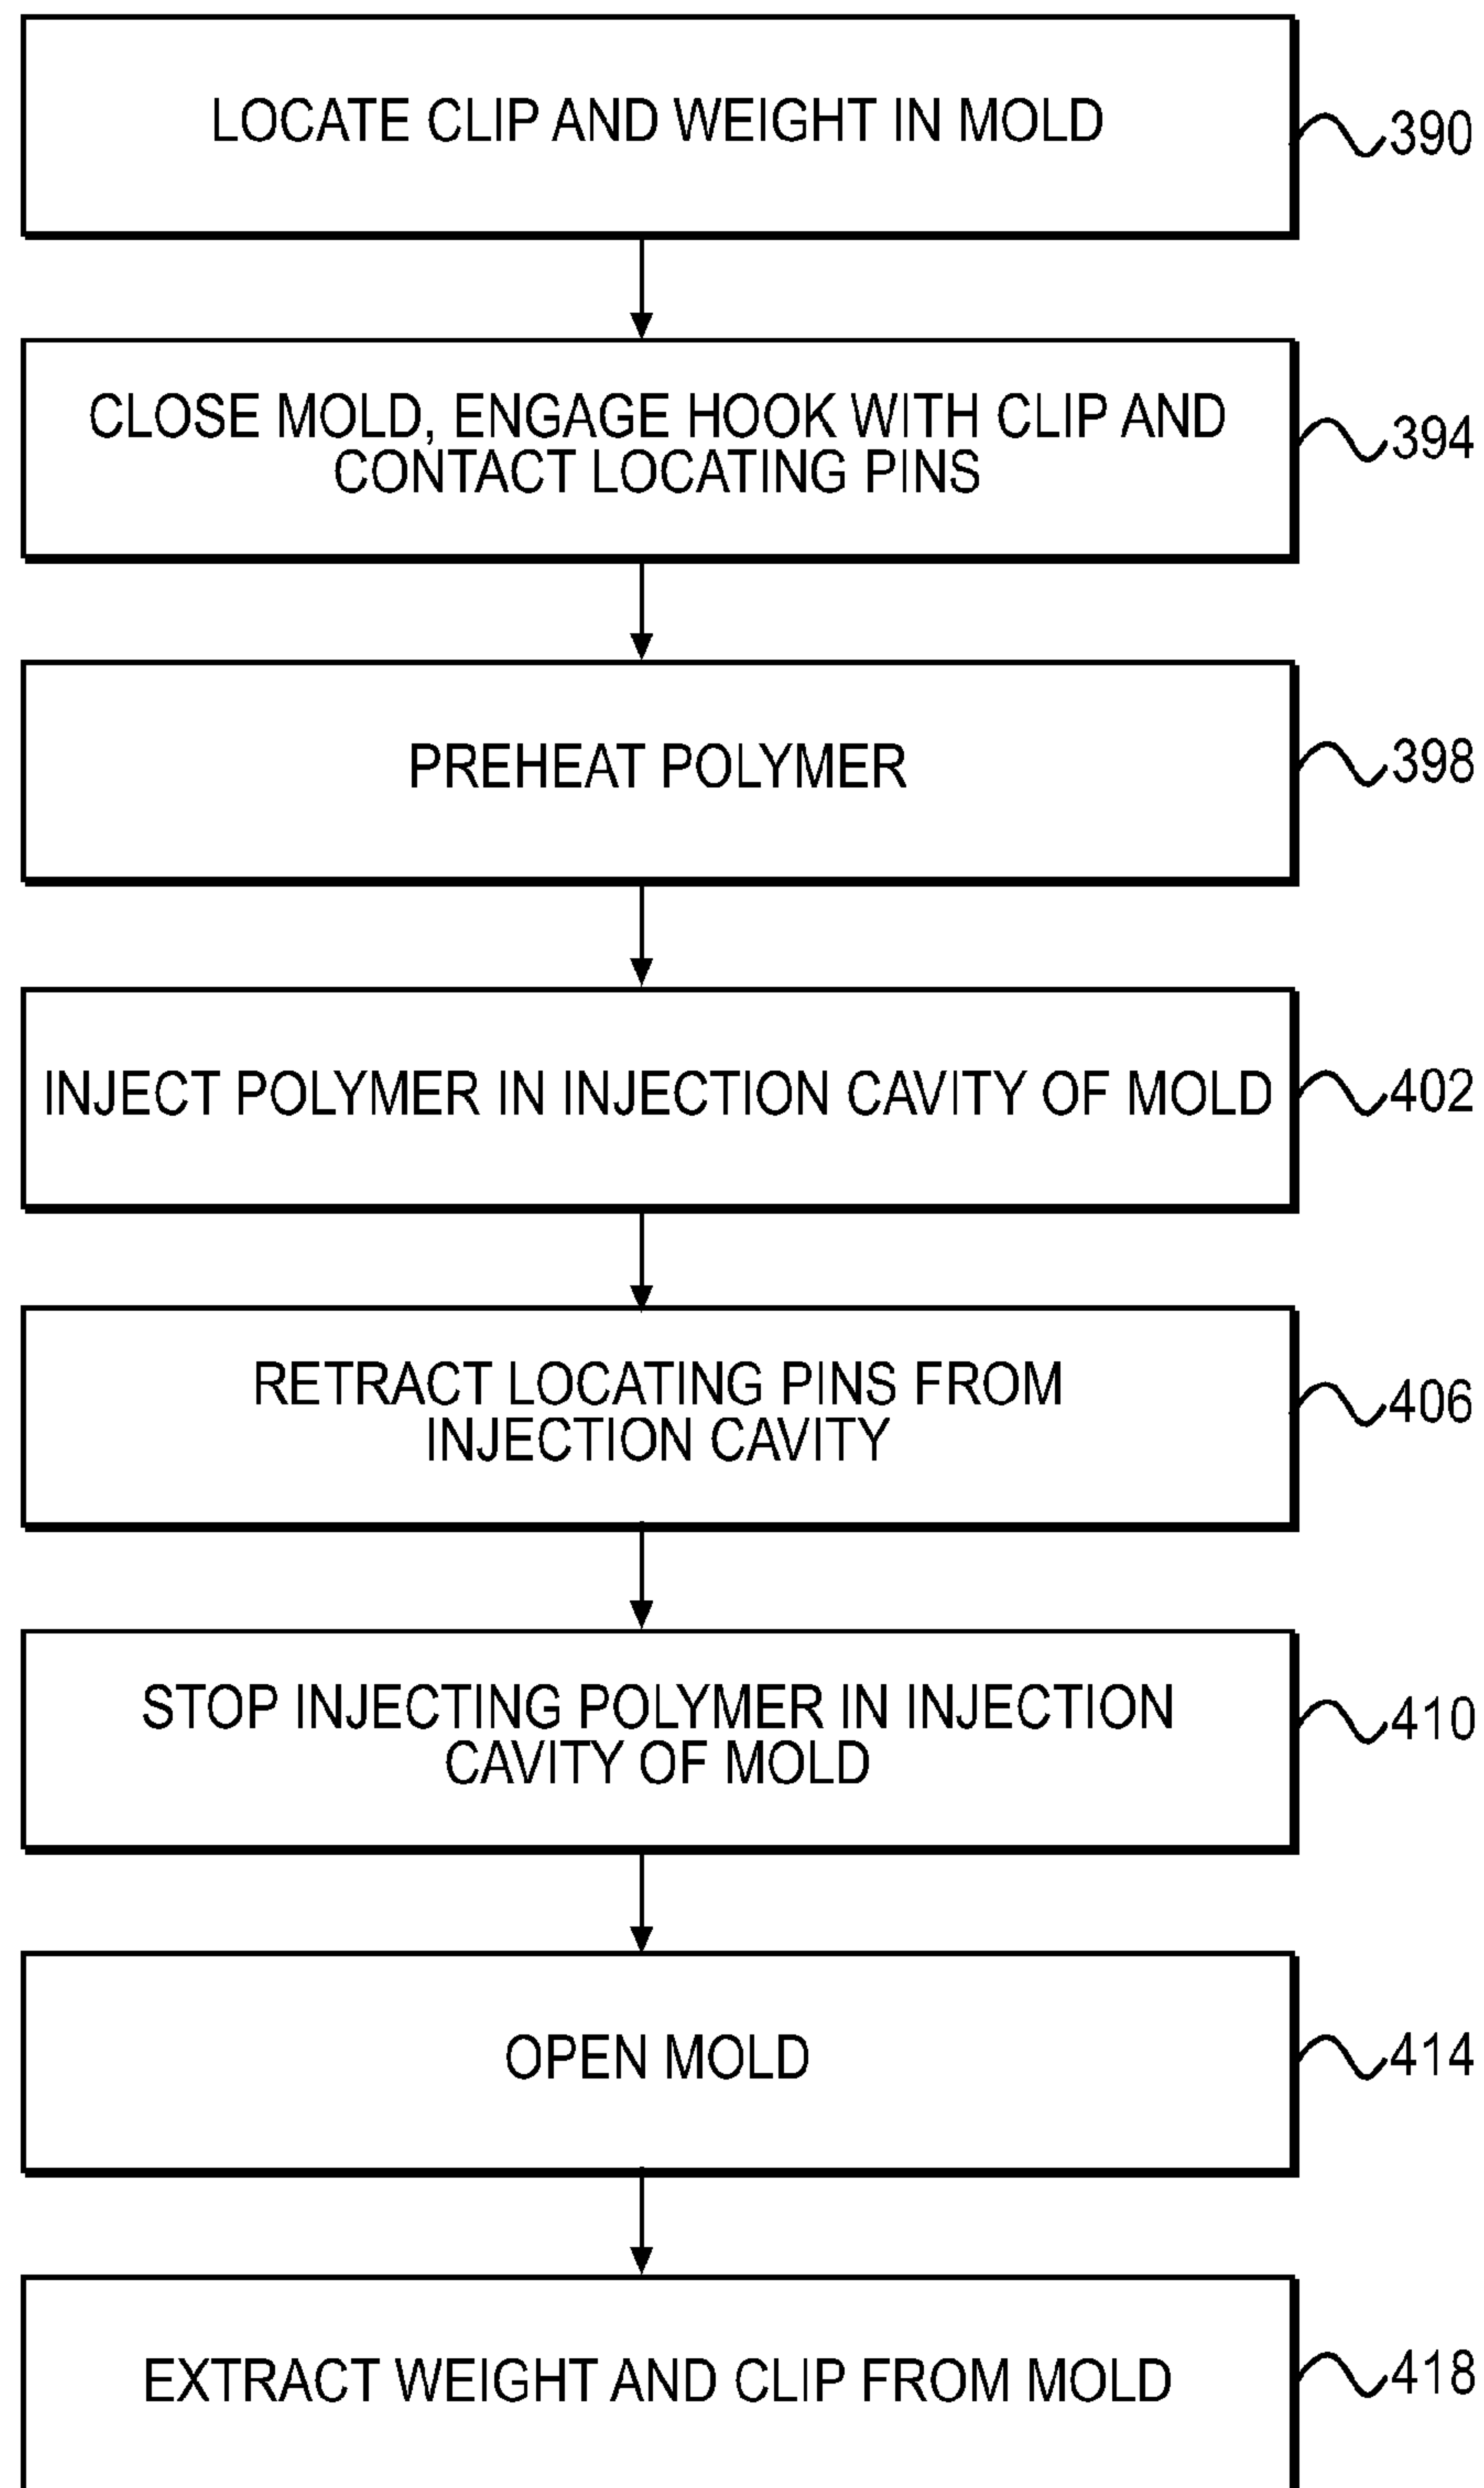 LOCATE CLIP AND WEIGHT IN MOLD
390
CLOSE MOLD, ENGAGE HOOK WITH CLIP AND
CONTACT LOCATING PINS
394
PREHEAT POLYMER
398
INJECT POLYMER IN INJECTION CAVITY OF MOLD
402
RETRACT LOCATING PINS FROM
INJECTION CAVITY
406
STOP INJECTING POLYMER IN INJECTION
CAVITY OF MOLD
410
OPEN MOLD
414
EXTRACT WEIGHT AND CLIP FROM MOLD
418